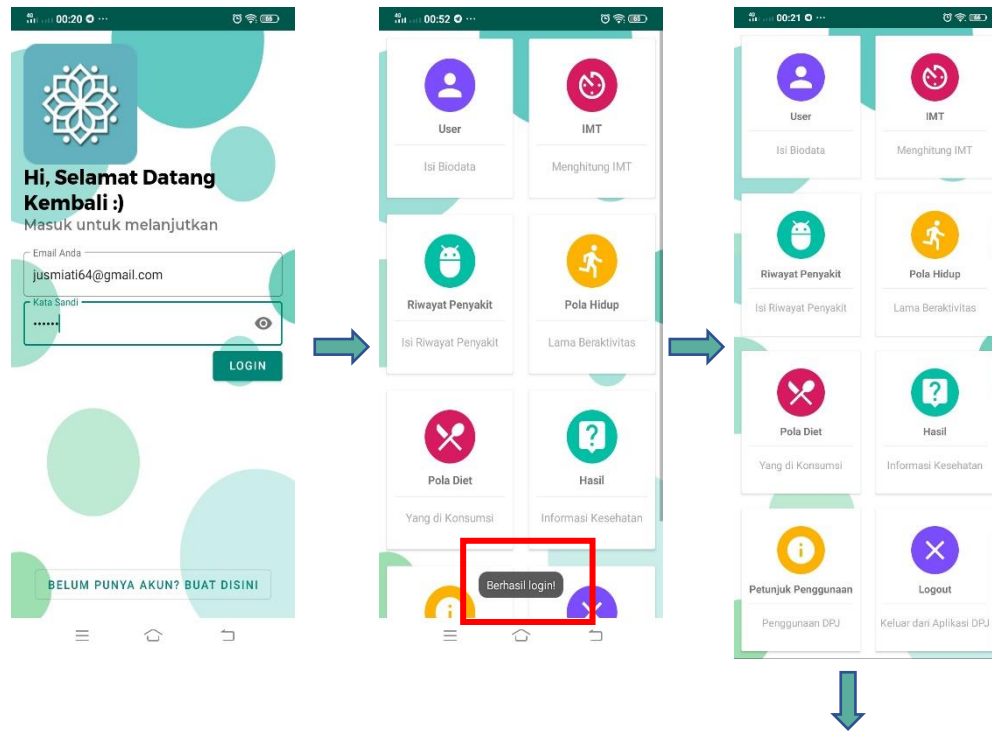 00:20
66
Hi, Selamat Datang
Kembali :)
Masuk untuk melanjutkan
Email Anda
jusmiati64@gmail.com
Kata Sandi
••••••
LOGIN
BELUM PUNYA AKUN? BUAT DISINI
00:52
66
User
IMT
Isi Biodata
Menghitung IMT
Riwayat Penyakit
Pola Hidup
Isi Riwayat Penyakit
Lama Beraktivitas
Pola Diet
Hasil
Yang di Konsumsi
Informasi Kesehatan
Berhasil login!
00:21
User
IMT
Isi Biodata
Menghitung IMT
Riwayat Penyakit
Pola Hidup
Isi Riwayat Penyakit
Lama Beraktivitas
Pola Diet
Hasil
Yang di Konsumsi
Informasi Kesehatan
Petunjuk Penggunaan
Logout
Penggunaan DPJ
Keluar dari Aplikasi DPJ